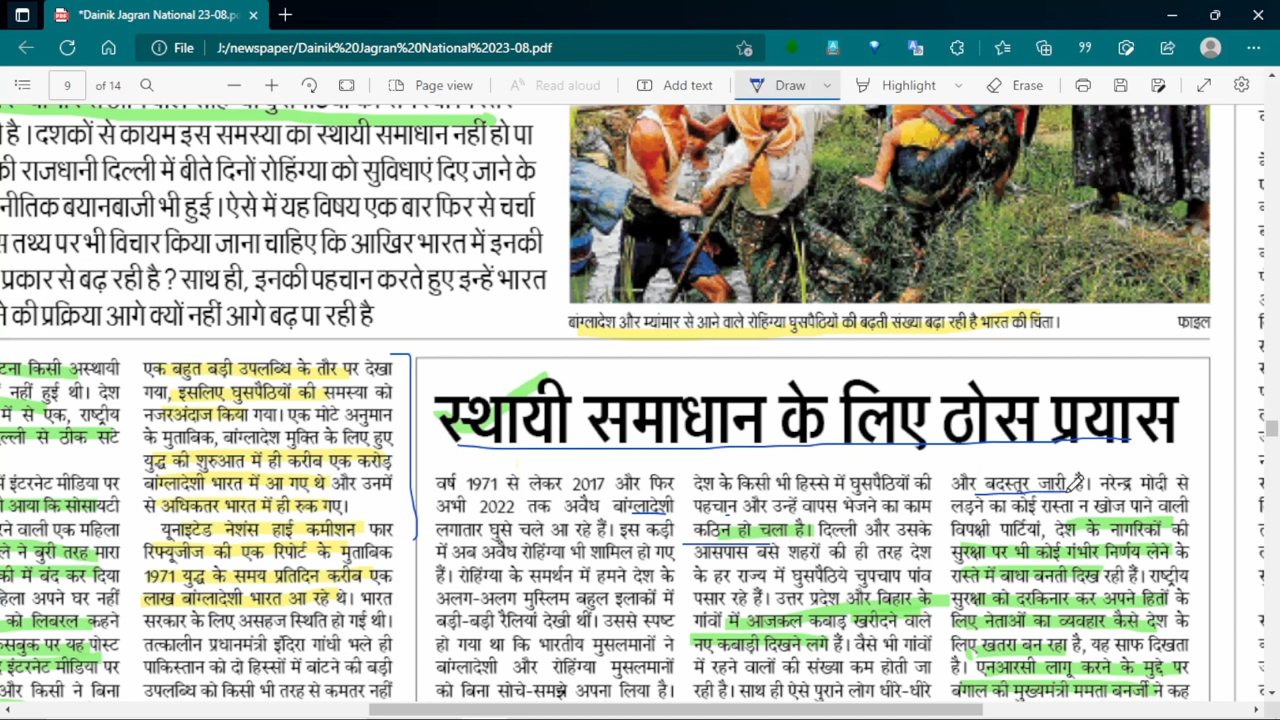 *Dainik Jagran National 23-08.pd
File
J:/newspaper/Dainik%20Jagran%20National%2023-08.pdf
9 of 14
Page view
Read aloud
Add text
Draw
Highlight
Erase
ी है । दशकों से कायम इस समस्या का स्थायी समाधान नहीं हो पा
की राजधानी दिल्ली में बीते दिनों रोहिंग्या को सुविधाएं दिए जाने के
नीतिक बयानबाजी भी हुई । ऐसे में यह विषय एक बार फिर से चर्चा
स तथ्य पर भी विचार किया जाना चाहिए कि आखिर भारत में इनकी
प्रकार से बढ़ रही है ? साथ ही, इनकी पहचान करते हुए इन्हें भारत
ने की प्रक्रिया आगे क्यों नहीं आगे बढ़ पा रही है
बांग्लादेश और म्यांमार से आने वाले रोहिंग्या घुसपैठियों की बढ़ती संख्या बढ़ा रही है भारत की चिंता । फाइल
टना किसी अस्थायी
नहीं हुई थी। देश
में से एक, राष्ट्रीय
ल्ली से ठीक सटे
में इंटरनेट मीडिया पर
आया कि सोसायटी
रने वाली एक महिला
ले ने बुरी तरह मारा
की में बंद कर दिया
हिला अपने घर नहीं
को लिबरल कहने
सबुक पर यह पोस्ट
इंटरनेट मीडिया पर
और किसी ने बिना
एक बहुत बड़ी उपलब्धि के तौर पर देखा
गया, इसलिए घुसपैठियों की समस्या को
नजरअंदाज किया गया। एक मोटे अनुमान
के मुताबिक, बांग्लादेश मुक्ति के लिए हुए
युद्ध की शुरुआत में ही करीब एक करोड़
बांग्लादेशी भारत में आ गए थे और उनमें
से अधिकतर भारत में ही रुक गए।
यूनाइटेड नेशंस हाई कमीशन फार
रिफ्यूजीज की एक रिपोर्ट के मुताबिक
1971 युद्ध के समय प्रतिदिन करीब एक
लाख बांग्लादेशी भारत आ रहे थे। भारत
सरकार के लिए असहज स्थिति हो गई थी।
तत्कालीन प्रधानमंत्री इंदिरा गांधी भले ही
पाकिस्तान को दो हिस्सों में बांटने की बड़ी
उपलब्धि को किसी भी तरह से कमतर नहीं
स्थायी समाधान के लिए ठोस प्रयास
वर्ष 1971 से लेकर 2017 और फिर
अभी 2022 तक अवैध बांग्लादेशी
लगातार घुसे चले आ रहे हैं। इस कड़ी
में अब अवैध रोहिंग्या भी शामिल हो गए
हैं। रोहिंग्या के समर्थन में हमने देश के
अलग-अलग मुस्लिम बहुल इलाकों में
बड़ी-बड़ी रैलियां देखी थीं। उससे स्पष्ट
हो गया था कि भारतीय मुसलमानों ने
बांग्लादेशी और रोहिंग्या मुसलमानों
को बिना सोचे-समझे अपना लिया है।
देश के किसी भी हिस्से में घुसपैठियों की
पहचान और उन्हें वापस भेजने का काम
कठिन हो चला है। दिल्ली और उसके
आसपास बसे शहरों की ही तरह देश
के हर राज्य में घुसपैठिये चुपचाप पांव
पसार रहे हैं। उत्तर प्रदेश और बिहार के
गांवों में आजकल कबाड़ खरीदने वाले
नए कबाड़ी दिखने लगे हैं। वैसे भी गांवों
में रहने वालों की संख्या कम होती जा
रही है। साथ ही ऐसे पुराने लोग धीरे-धीरे
और बदस्तूर जारी है। नरेन्द्र मोदी से
लड़ने का कोई रास्ता न खोज पाने वाली
विपक्षी पार्टियां, देश के नागरिकों की
सुरक्षा पर भी कोई गंभीर निर्णय लेने के
रास्ते में बाधा बनती दिख रही हैं। राष्ट्रीय
सुरक्षा को दरकिनार कर अपने हितों के
लिए नेताओं का व्यवहार कैसे देश के
लिए खतरा बन रहा है, यह साफ दिखता
है। एनआरसी लागू करने के मुद्दे पर
बंगाल की मुख्यमंत्री ममता बनर्जी ने कह